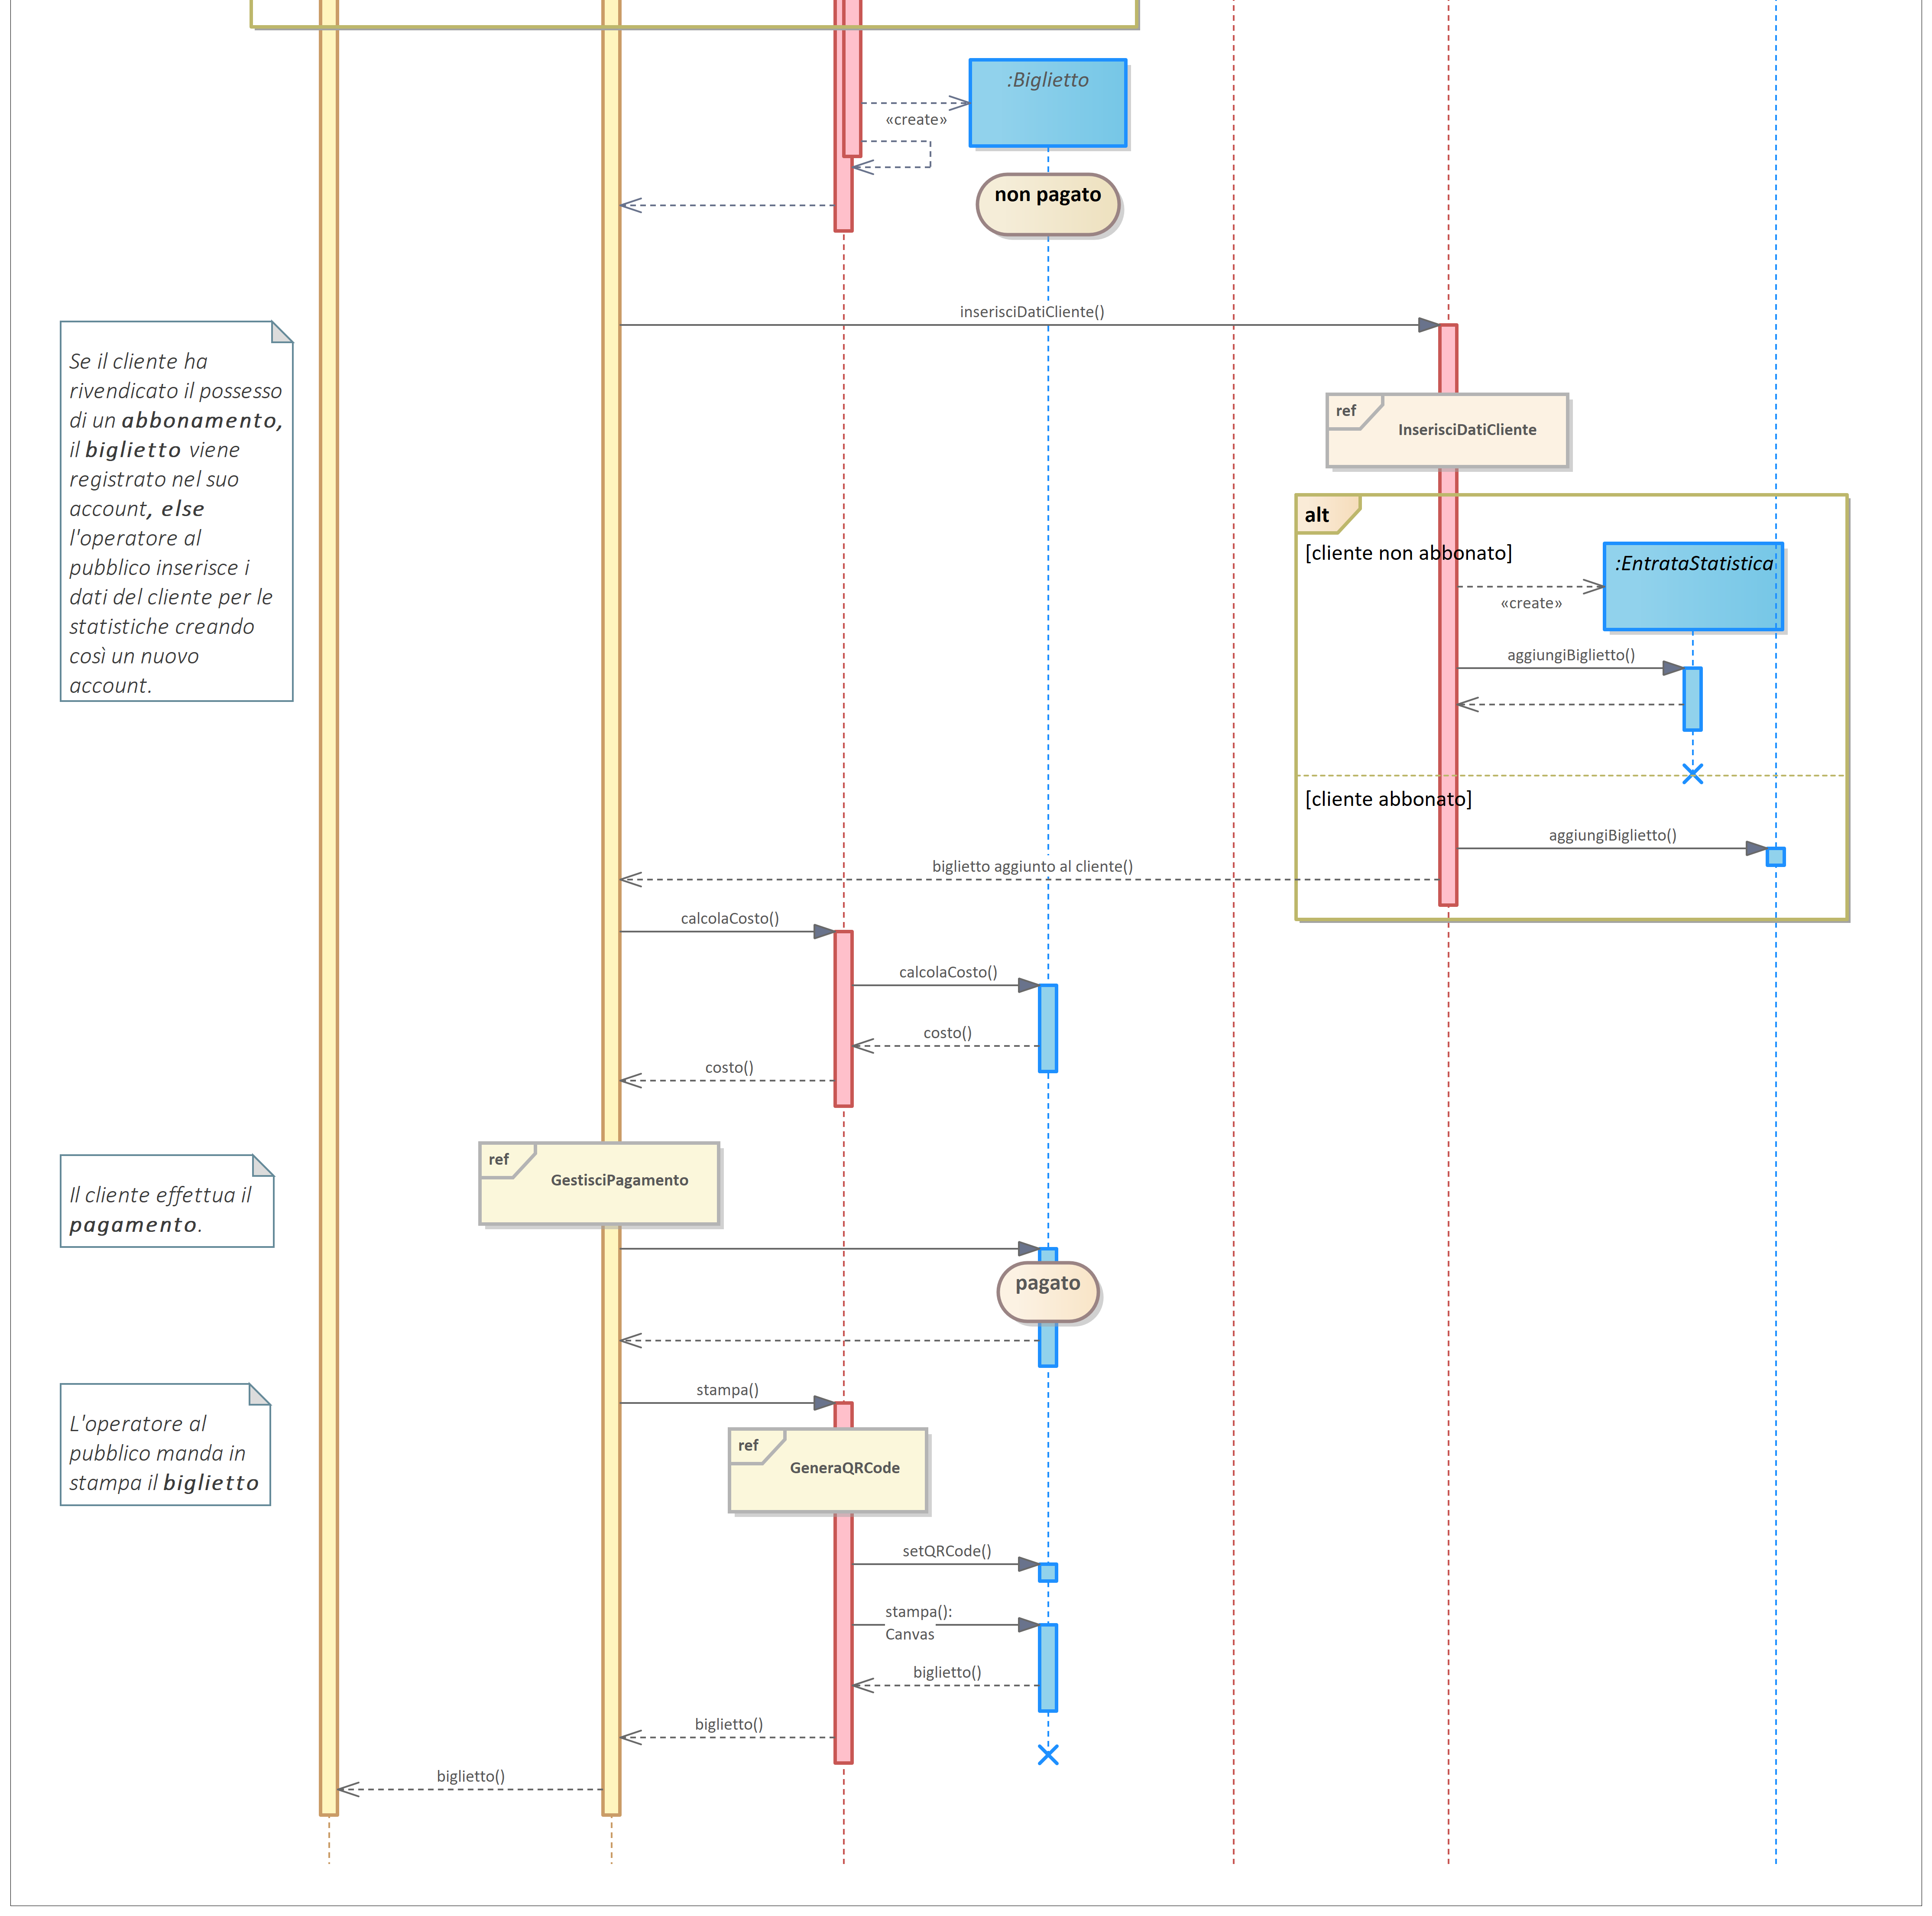 :Biglietto
«create»
non pagato
inserisciDatiCliente()
Se il cliente ha
rivendicato il possesso
di un abbonamento,
il biglietto viene
registrato nel suo
account, else
l'operatore al
pubblico inserisce i
dati del cliente per le
statistiche creando
così un nuovo
account.
ref
InserisciDatiCliente
alt
[cliente non abbonato]
:EntrataStatistica
«create»
aggiungiBiglietto()
[cliente abbonato]
aggiungiBiglietto()
biglietto aggiunto al cliente()
calcolaCosto()
calcolaCosto()
costo()
costo()
ref
GestisciPagamento
Il cliente effettua il
pagamento.
pagato
stampa()
L'operatore al
pubblico manda in
stampa il biglietto
ref
GeneraQRCode
setQRCode()
stampa():
Canvas
biglietto()
biglietto()
biglietto()